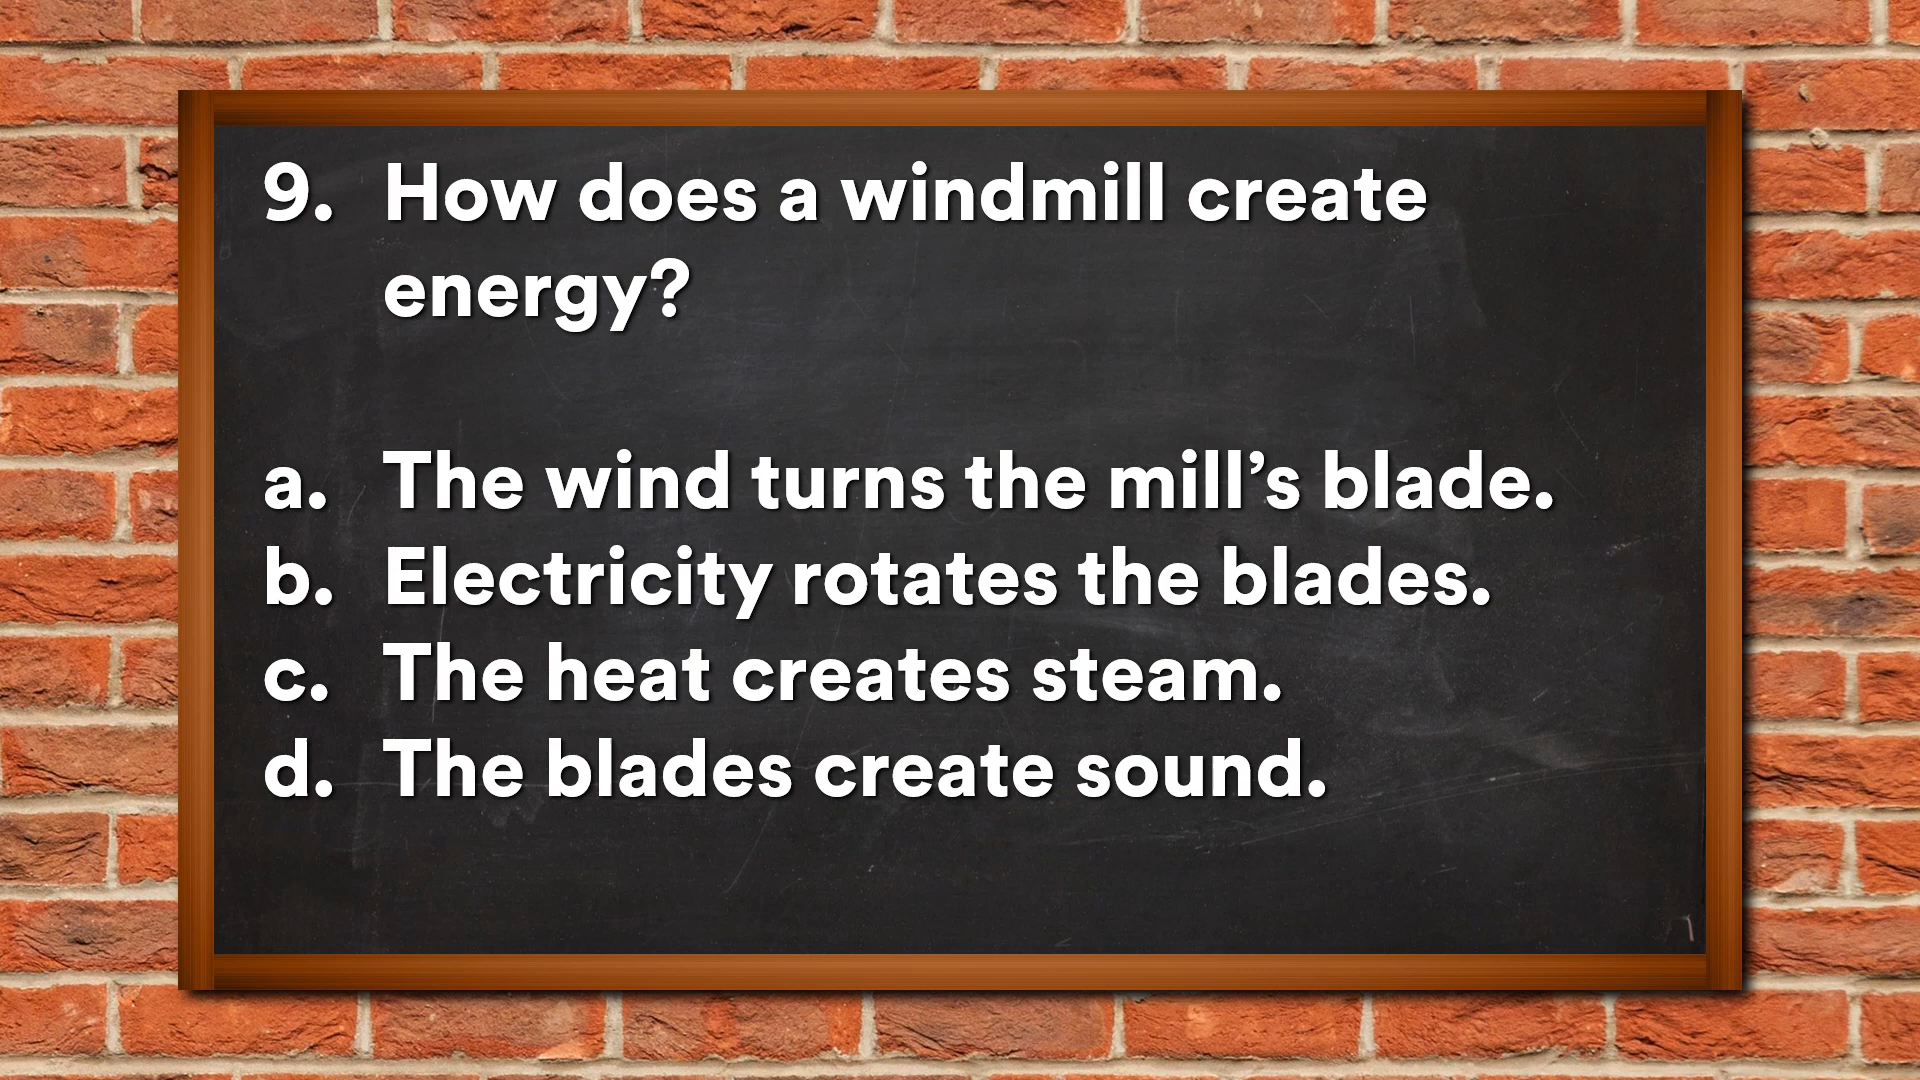 9. How does a windmill create
energy?
a. The wind turns the mill’s blade.
b. Electricity rotates the blades.
c. The heat creates steam.
d. The blades create sound.